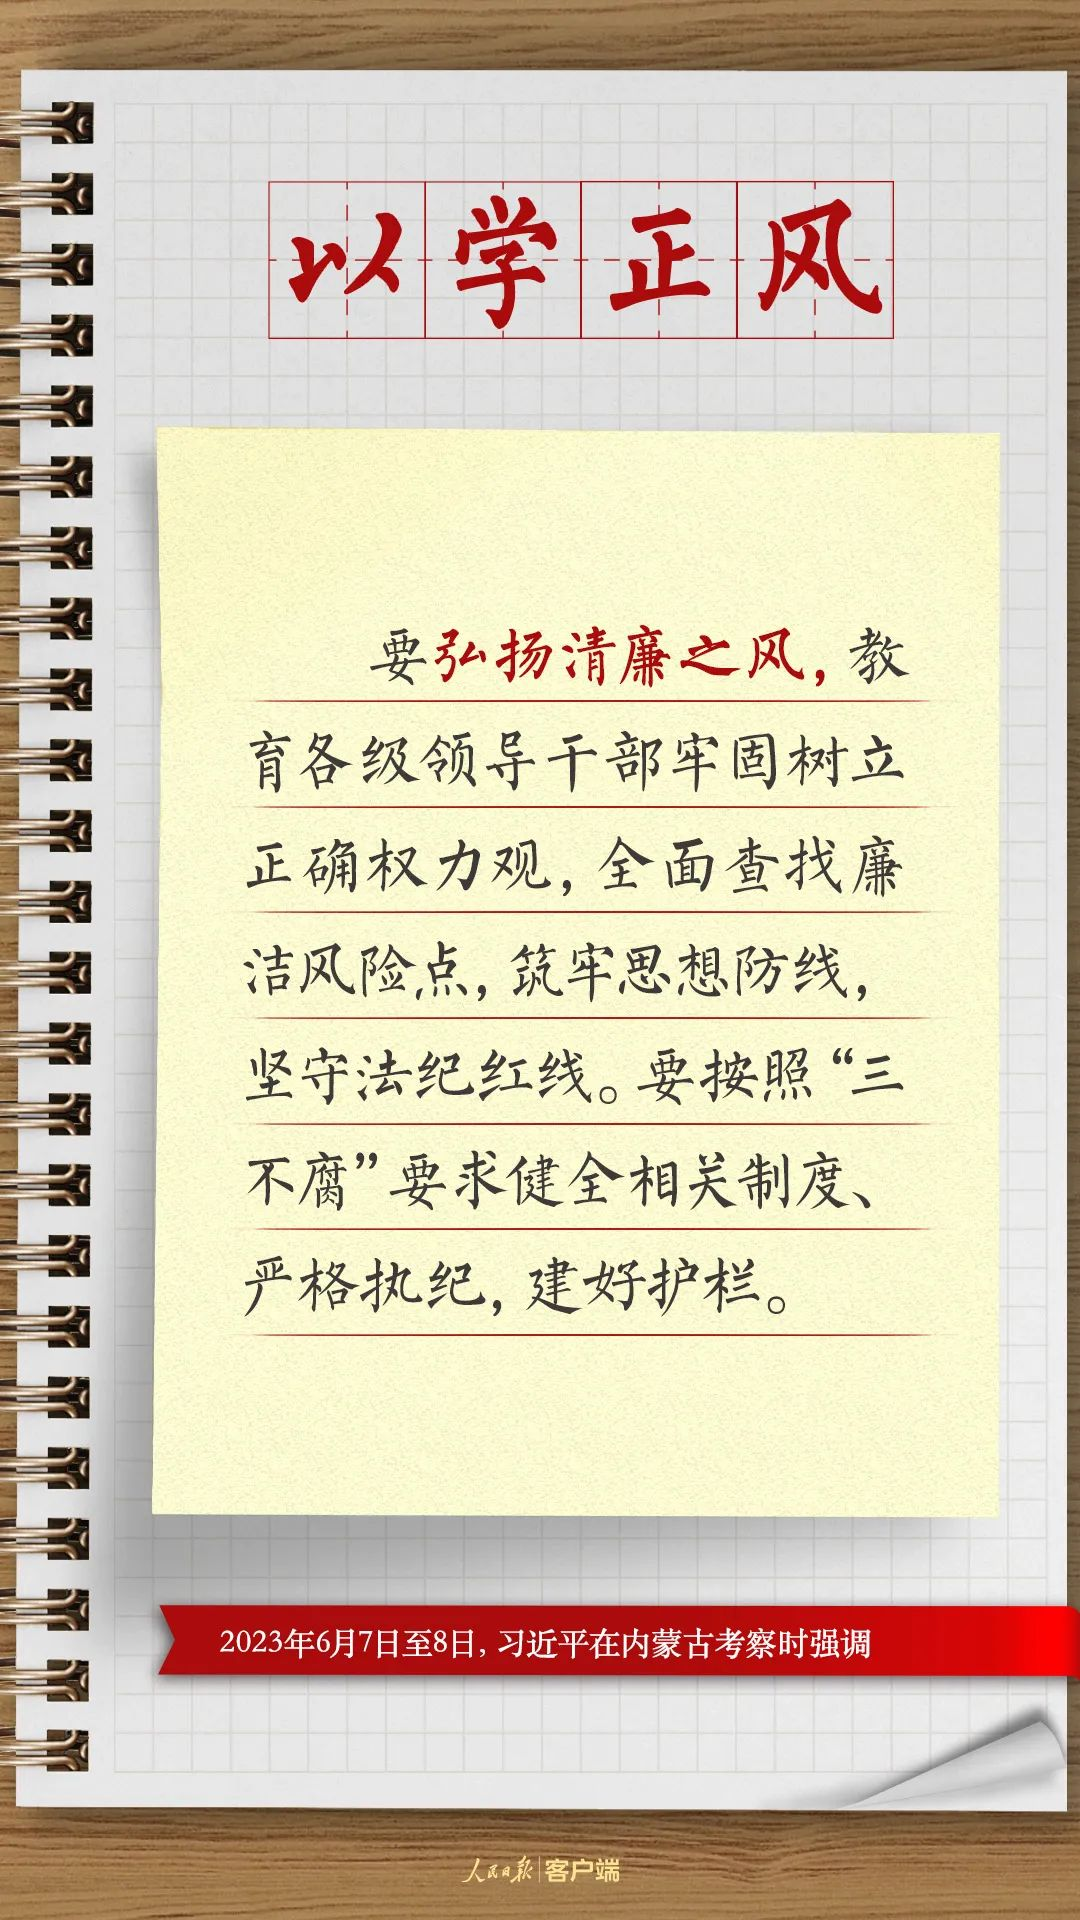 以学正风
要弘扬清廉之风，教
育各级领导干部牢固树立
正确权力观，全面查找廉
洁风险点，筑牢思想防线，
坚守法纪红线。要按照“三
不腐”要求健全相关制度、
严格执纪，建好护栏。
2023年6月7日至8日，习近平在内蒙古考察时强调
人民日报|客户端